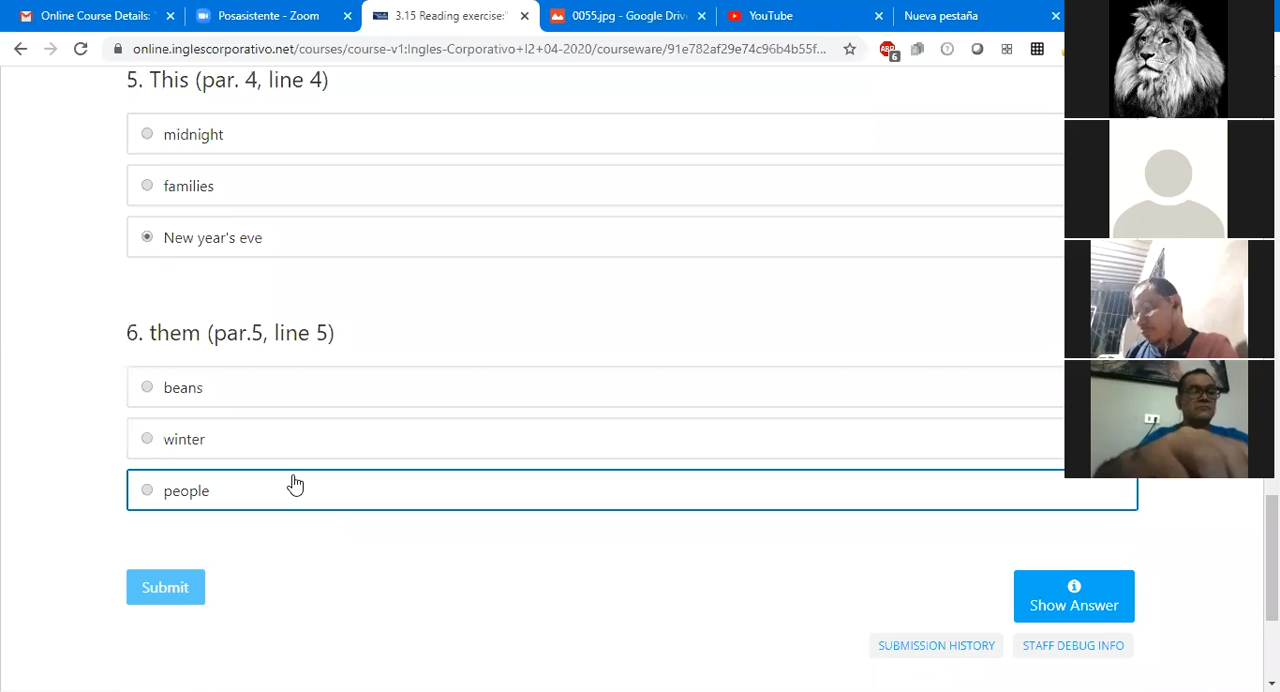 Online Course Details: "
Posasistente - Zoom
3.15 Reading exercise:"
0055.jpg - Google Driv
YouTube
Nueva pestaña
online.inglescorporativo.net/courses/course-v1:Ingles-Corporativo+I2+04-2020/courseware/91e782af29e74c96b4b55f...
ABP
6
5. This (par. 4, line 4)
midnight
families
New year's eve
6. them (par.5, line 5)
beans
winter
people
Submit
Show Answer
SUBMISSION HISTORY
STAFF DEBUG INFO